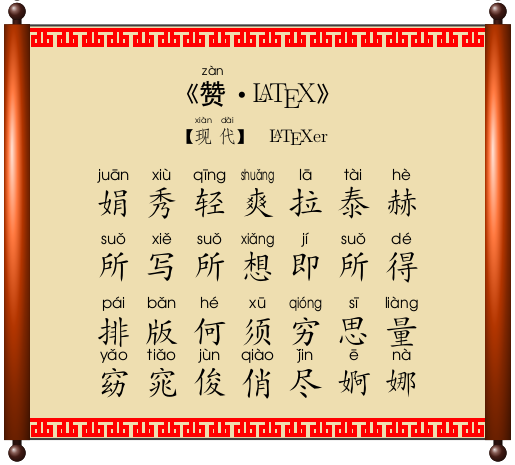 zàn
《赞·LATEX》
xiàn dài
【现代】 LATEXer
juān xiù qīng shuǎng lā tài hè
娟秀轻爽拉泰赫
suǒ xiě suǒ xiǎng jí suǒ dé
所写所想即所得
pái bǎn hé xū qióng sī liàng
排版何须穷思量
yǎo tiǎo jùn qiào jǐn ē nà
窈窕俊俏尽婀娜